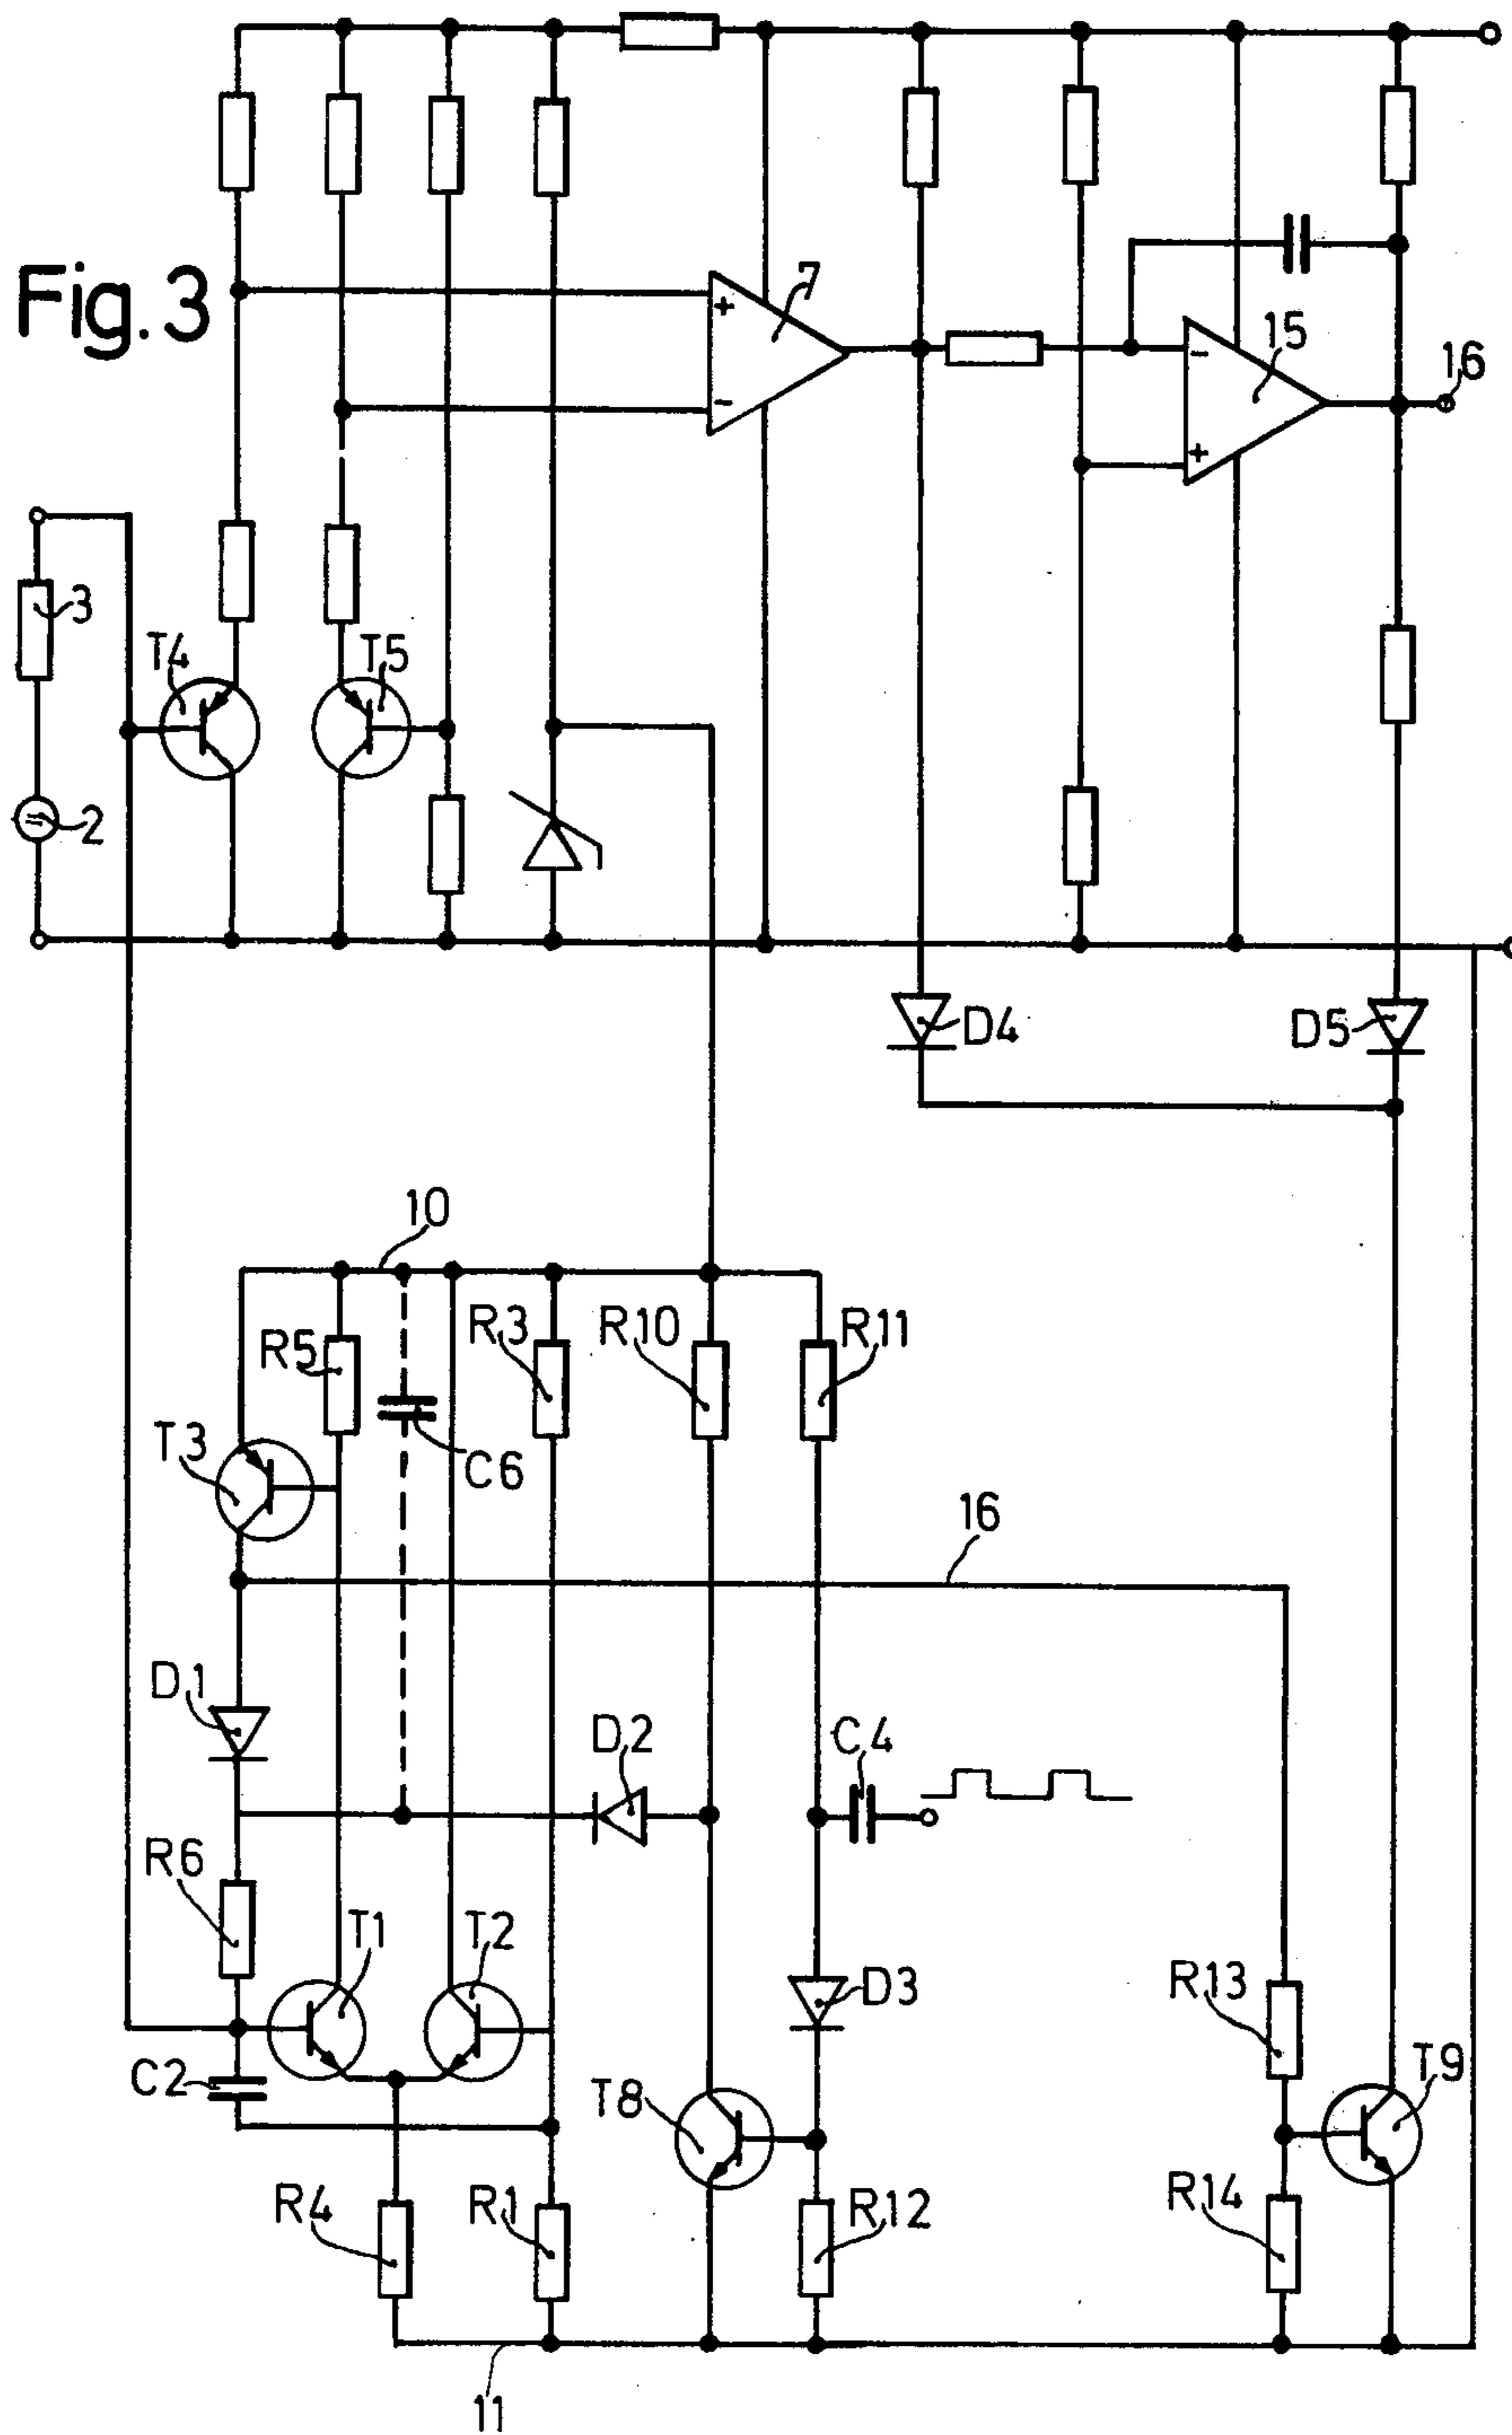 Fig. 3
7
+
-
15
-
+
16
3
T4
T5
2
D4
D5
10
R5
R3
R10
R11
T3
C6
16
D1
D2
C4
R6
T1
T2
D3
R13
C2
T8
T9
R4
R1
R12
R14
11